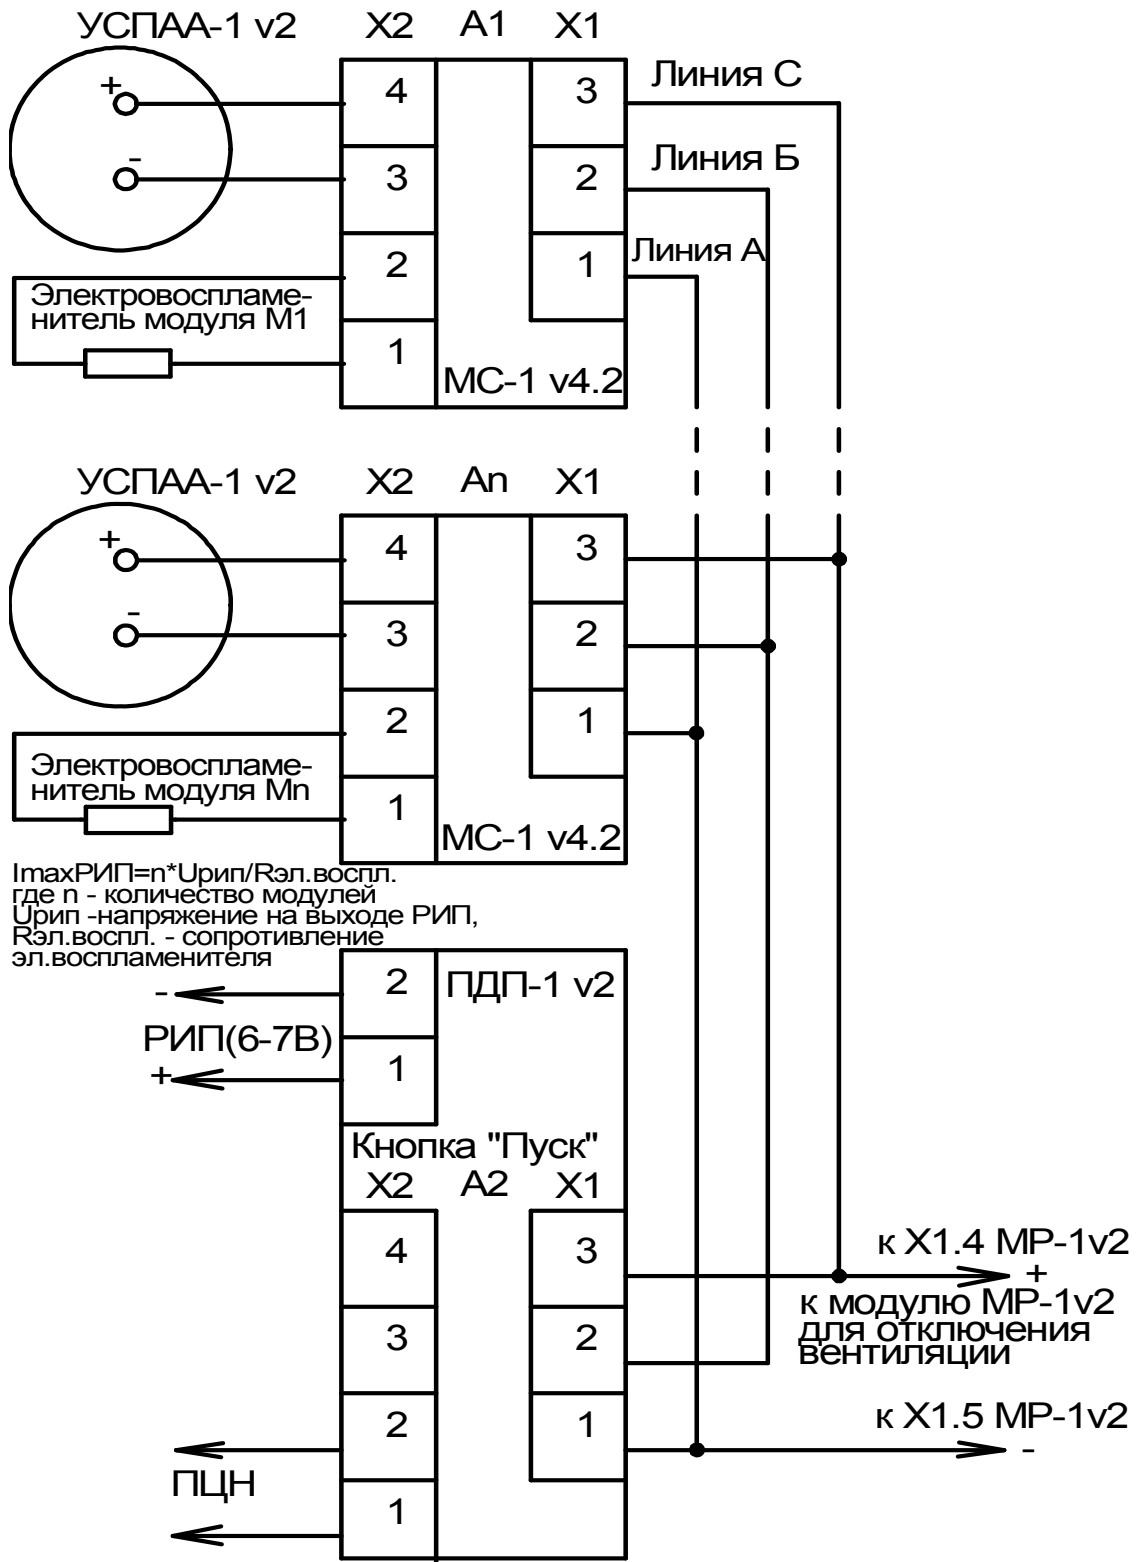 УСПАА-1 v2 X2 A1 X1
+ 4 3 Линия С
- 3 2 Линия Б
2 1 Линия А
Электровоспламе-
нитель модуля М1
1
МС-1 v4.2
УСПАА-1 v2 X2 An X1
+ 4 3
- 3 2
2 1
Электровоспламе-
нитель модуля Мn
1
МС-1 v4.2
ImaxРИП=n*Uрип/Rэл.воспл.
где n - количество модулей
Uрип -напряжение на выходе РИП,
Rэл.воспл. - сопротивление
эл.воспламенителя
- 2 ПДП-1 v2
РИП(6-7В)
+ 1
Кнопка "Пуск"
X2 A2 X1
4 3 к X1.4 МР-1v2
+
к модулю МР-1v2
для отключения
вентиляции
3 2
2 1 к X1.5 МР-1v2
-
ПЦН
1